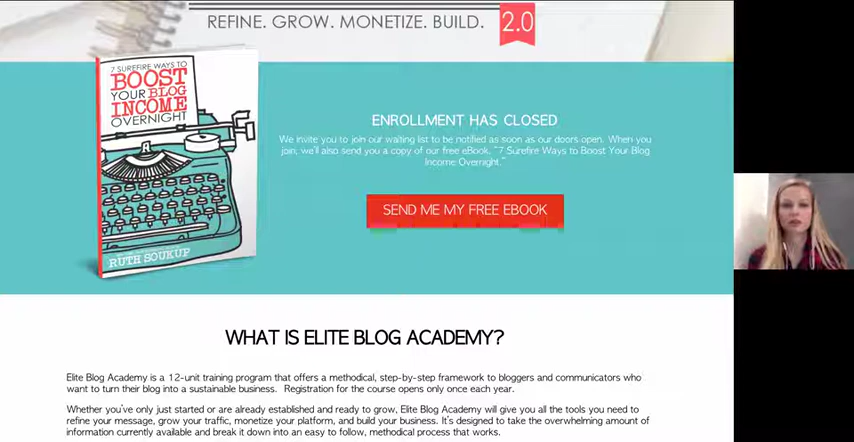 REFINE. GROW. MONETIZE. BUILD.
2.0
7 SUREFIRE WAYS TO
BOOST
YOUR BLOG
INCOME
OVERNIGHT
RUTH SOUKUP
ENROLLMENT HAS CLOSED
We invite you to join our waiting list to be notified as soon as our doors open. When you
join, we'll also send you a copy of our free eBook, "7 Surefire Ways to Boost Your Blog
Income Overnight."
SEND ME MY FREE EBOOK
WHAT IS ELITE BLOG ACADEMY?
Elite Blog Academy is a 12-unit training program that offers a methodical, step-by-step framework to bloggers and communicators who
want to turn their blog into a sustainable business. Registration for the course opens only once each year.
Whether you've only just started or are already established and ready to grow, Elite Blog Academy will give you all the tools you need to
refine your message, grow your traffic, monetize your platform, and build your business. It's designed to take the overwhelming amount of
information currently available and break it down into an easy to follow, methodical process that works.